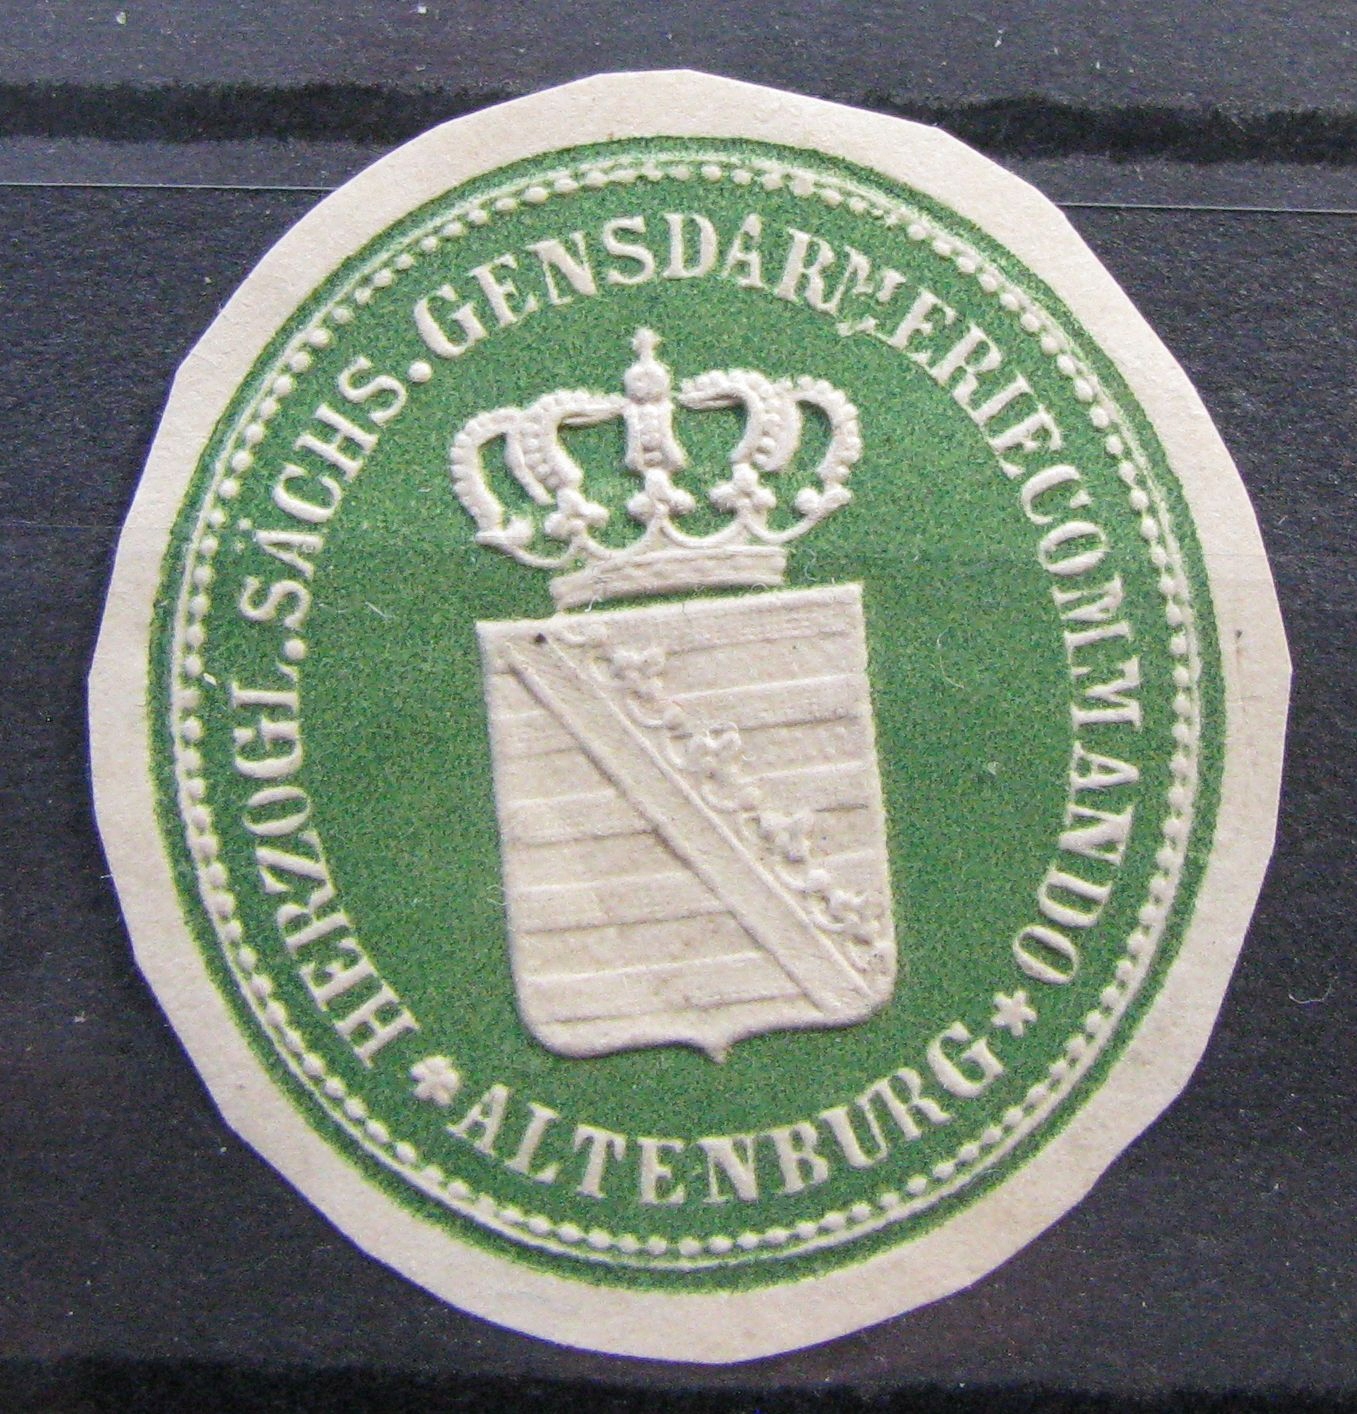 HERZOGL. SÄCHS. GENSDARMERIECOMMANDO
* ALTENBURG *